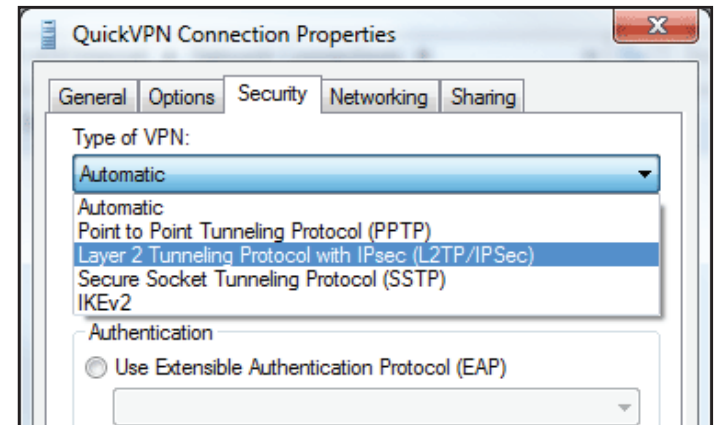 QuickVPN Connection Properties
General Options Security Networking Sharing
Type of VPN:
Automatic
Automatic
Point to Point Tunneling Protocol (PPTP)
Layer 2 Tunneling Protocol with IPsec (L2TP/IPSec)
Secure Socket Tunneling Protocol (SSTP)
IKEv2
Authentication
Use Extensible Authentication Protocol (EAP)